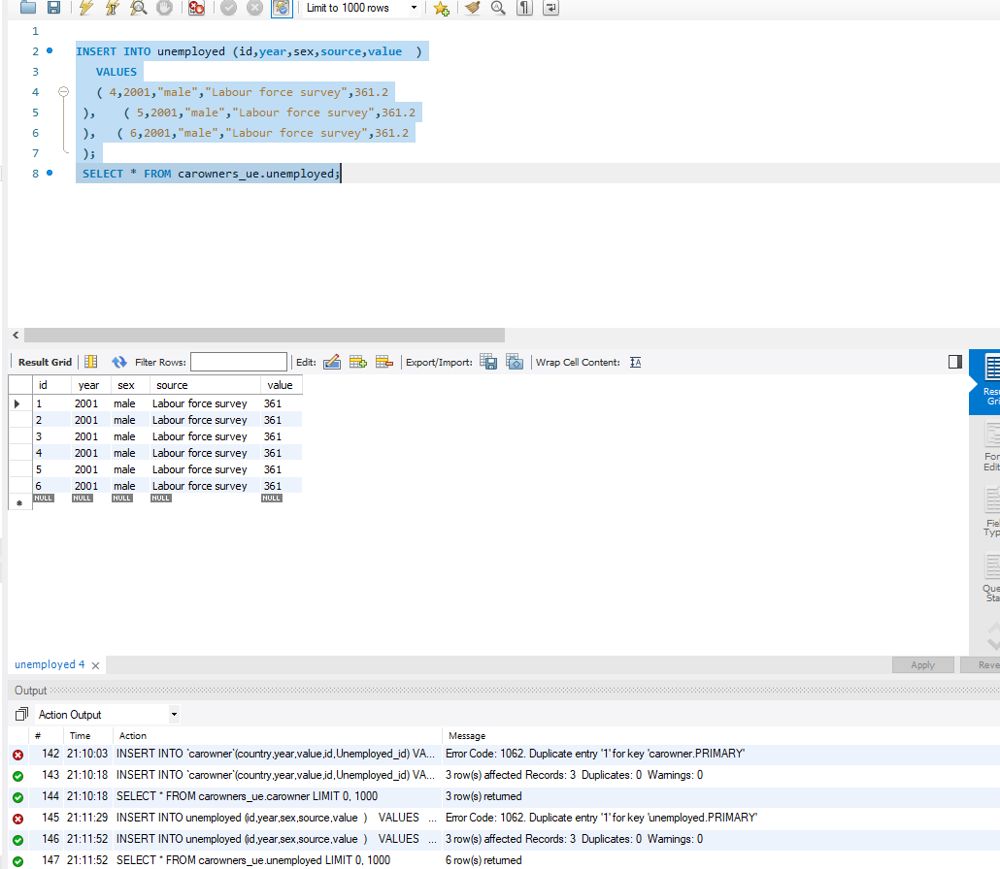 Limit to 1000 rows
1
2 INSERT INTO unemployed (id,year,sex,source,value  )
3 VALUES
4 ( 4,2001,"male","Labour force survey",361.2
5 ),    ( 5,2001,"male","Labour force survey",361.2
6 ),   ( 6,2001,"male","Labour force survey",361.2
7 );
8 SELECT * FROM carowners_ue.unemployed;
Result Grid Filter Rows: Edit: Export/Import: Wrap Cell Content: IA
id year sex source value
1 2001 male Labour force survey 361
2 2001 male Labour force survey 361
3 2001 male Labour force survey 361
4 2001 male Labour force survey 361
5 2001 male Labour force survey 361
6 2001 male Labour force survey 361
NULL NULL NULL NULL NULL
Resu
Gri
For
Edit
Fiel
Typ
Que
Sta
unemployed 4 Apply Reve
Output
Action Output
# Time Action Message
142 21:10:03 INSERT INTO `carowner`(country,year,value,id,Unemployed_id) VA... Error Code: 1062. Duplicate entry '1' for key 'carowner.PRIMARY'
143 21:10:18 INSERT INTO `carowner`(country,year,value,id,Unemployed_id) VA... 3 row(s) affected Records: 3  Duplicates: 0  Warnings: 0
144 21:10:18 SELECT * FROM carowners_ue.carowner LIMIT 0, 1000 3 row(s) returned
145 21:11:29 INSERT INTO unemployed (id,year,sex,source,value  )    VALUES   ... Error Code: 1062. Duplicate entry '1' for key 'unemployed.PRIMARY'
146 21:11:52 INSERT INTO unemployed (id,year,sex,source,value  )    VALUES   ... 3 row(s) affected Records: 3  Duplicates: 0  Warnings: 0
147 21:11:52 SELECT * FROM carowners_ue.unemployed LIMIT 0, 1000 6 row(s) returned